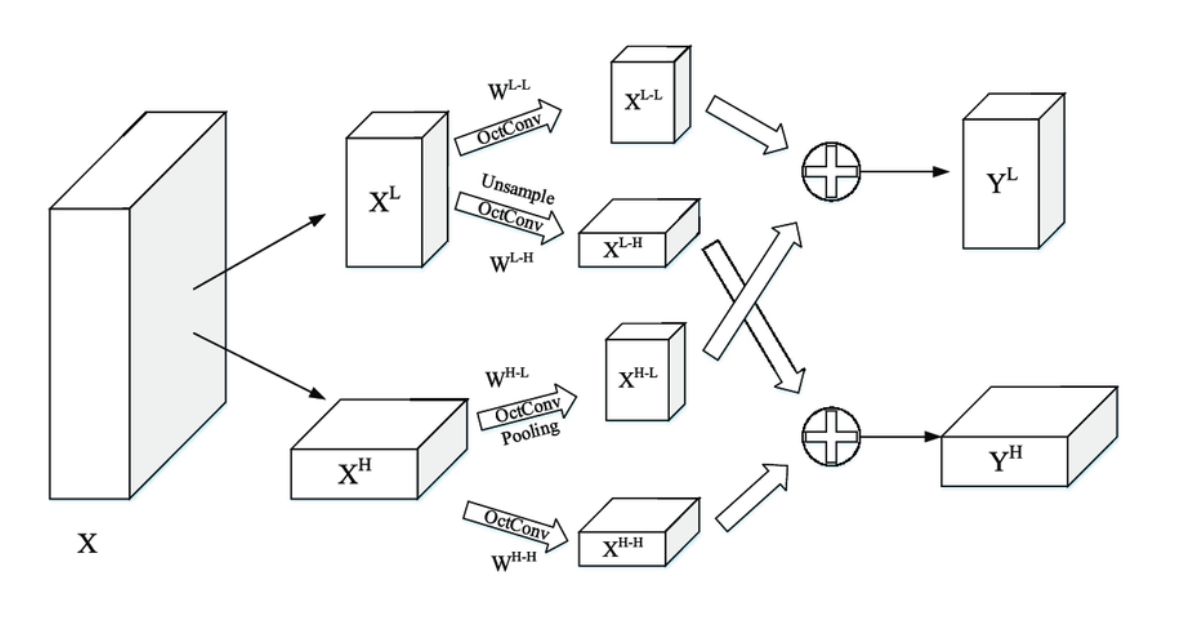 X
X^L
X^H
W^L-L
OctConv
Unsample
OctConv
W^L-H
W^H-L
OctConv
Pooling
OctConv
W^H-H
X^L-L
X^L-H
X^H-L
X^H-H
Y^L
Y^H